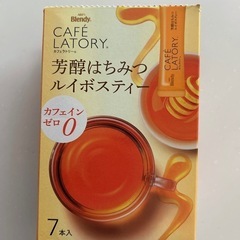 Blendy
CAFÉ
LATORY®
カフェラトリー
芳醇はちみつ
ルイボスティー
カフェイン
ゼロ0
7本入
CAFÉ
LATORY